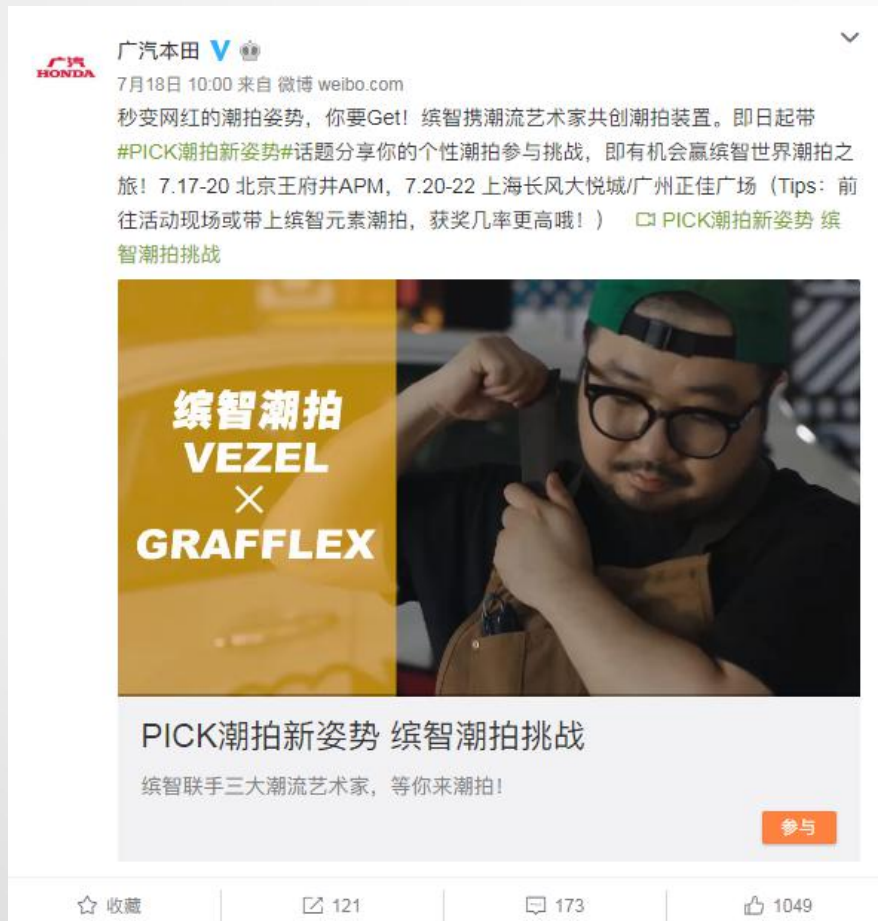 广汽本田
广汽
HONDA
7月18日 10:00 来自 微博 weibo.com
秒变网红的潮拍姿势，你要Get！缤智携潮流艺术家共创潮拍装置。即日起带
#PICK潮拍新姿势#话题分享你的个性潮拍参与挑战，即有机会赢缤智世界潮拍之
旅！7.17-20 北京王府井APM，7.20-22 上海长风大悦城/广州正佳广场（Tips：前
往活动现场或带上缤智元素潮拍，获奖几率更高哦！） PICK潮拍新姿势 缤
智潮拍挑战
缤智潮拍
VEZEL
×
GRAFFLEX
PICK潮拍新姿势 缤智潮拍挑战
缤智联手三大潮流艺术家，等你来潮拍！
参与
收藏 121 173 1049